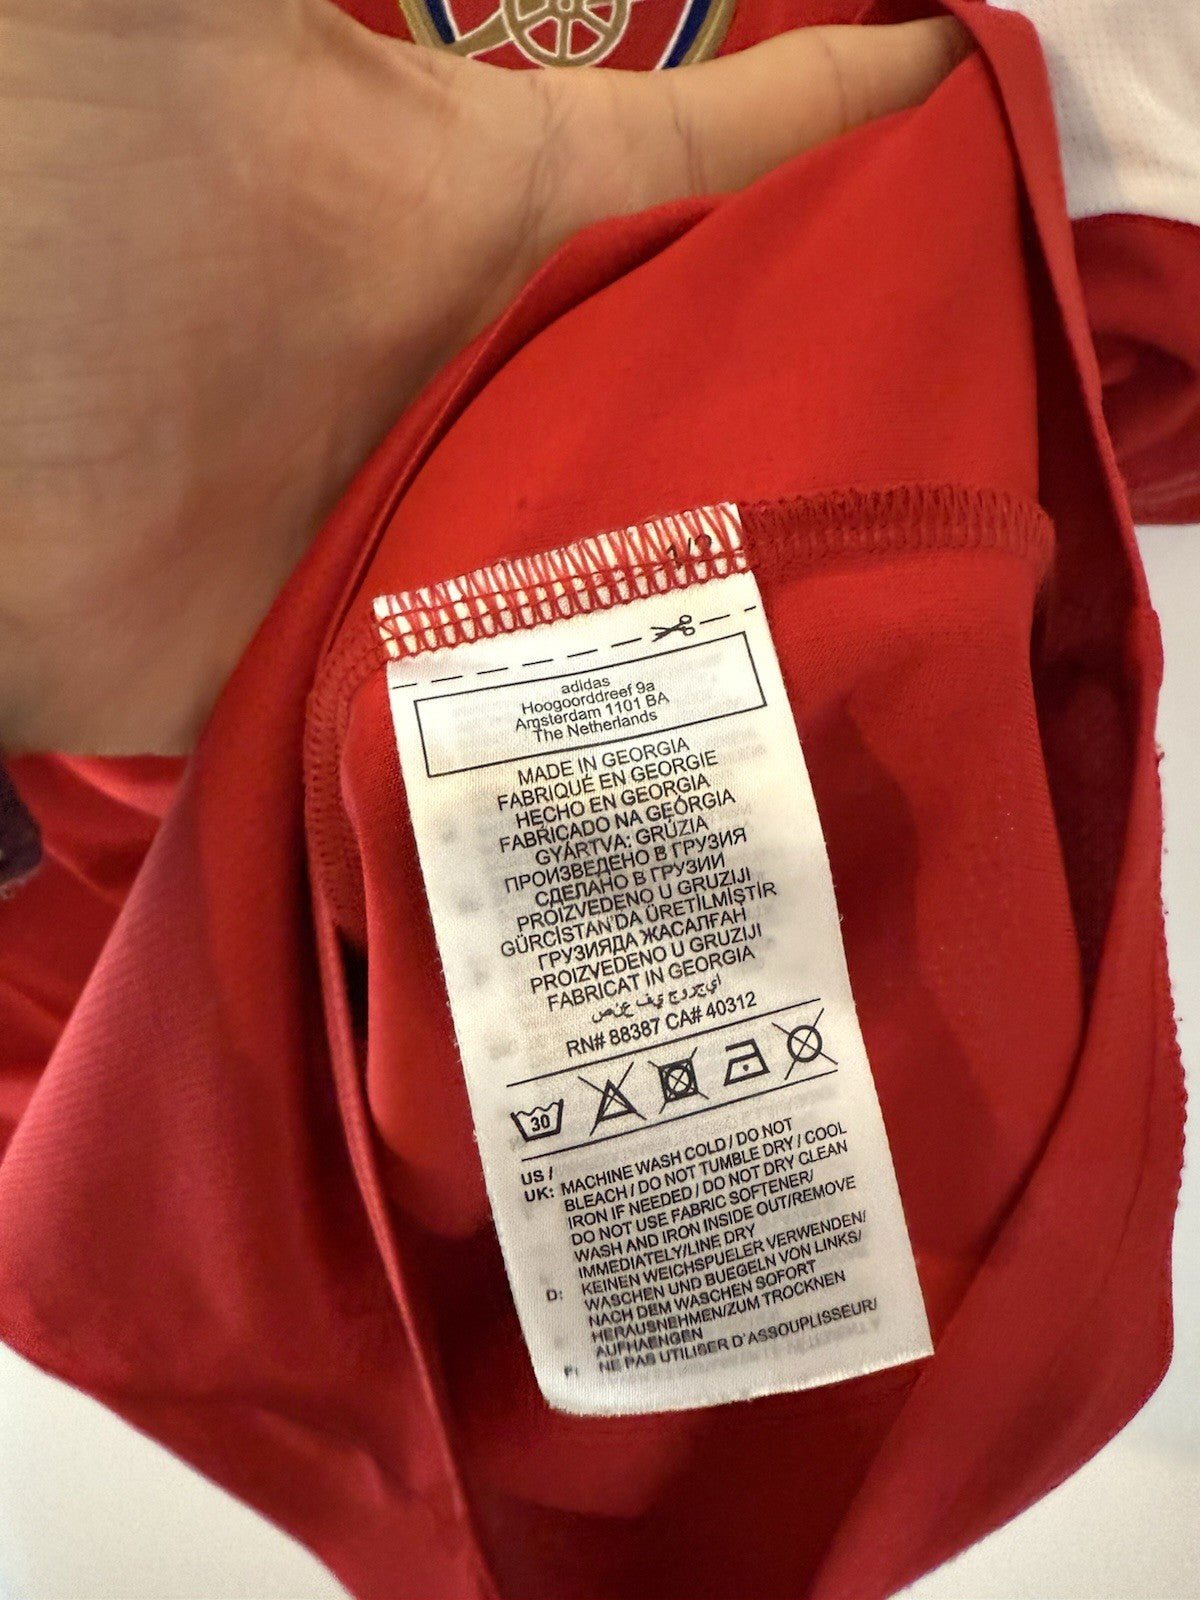 1/2
adidas
Hoogoorddreef 9a
Amsterdam 1101 BA
The Netherlands
MADE IN GEORGIA
FABRIQUÉ EN GEORGIE
HECHO EN GEORGIA
FABRICADO NA GEÓRGIA
GYÁRTVA: GRÚZIA
ПРОИЗВЕДЕНО В ГРУЗИЯ
СДЕЛАНО В ГРУЗИИ
PROIZVEDENO U GRUZIJI
GÜRCİSTAN'DA ÜRETİLMİŞTİR
ГРУЗИЯДА ЖАСАЛҒАН
PROIZVEDENO U GRUZIJI
FABRICAT IN GEORGIA
RN# 88387 CA# 40312
30
US / UK: MACHINE WASH COLD / DO NOT
BLEACH / DO NOT TUMBLE DRY / COOL
IRON IF NEEDED / DO NOT DRY CLEAN
DO NOT USE FABRIC SOFTENER/
WASH AND IRON INSIDE OUT/REMOVE
IMMEDIATELY/LINE DRY
D: KEINEN WEICHSPUELER VERWENDEN/
WASCHEN UND BUEGELN VON LINKS/
NACH DEM WASCHEN SOFORT
HERAUSNEHMEN/ZUM TROCKNEN
AUFHAENGEN
F: NE PAS UTILISER D'ASSOUPLISSEUR/